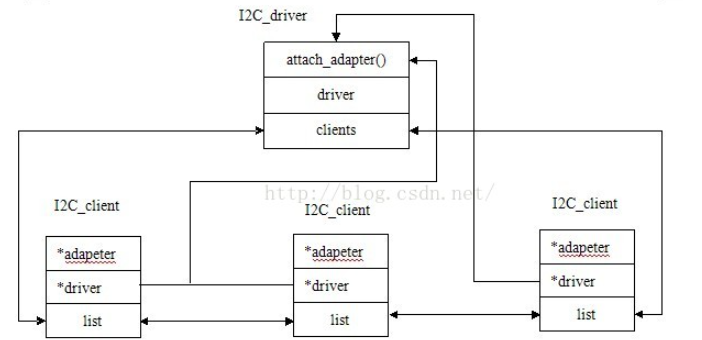 I2C_driver
attach_adapter()
driver
clients
http://blog.csdn.net/
I2C_client
I2C_client
I2C_client
*adapeter
*adapeter
*adapeter
*driver
*driver
*driver
list
list
list